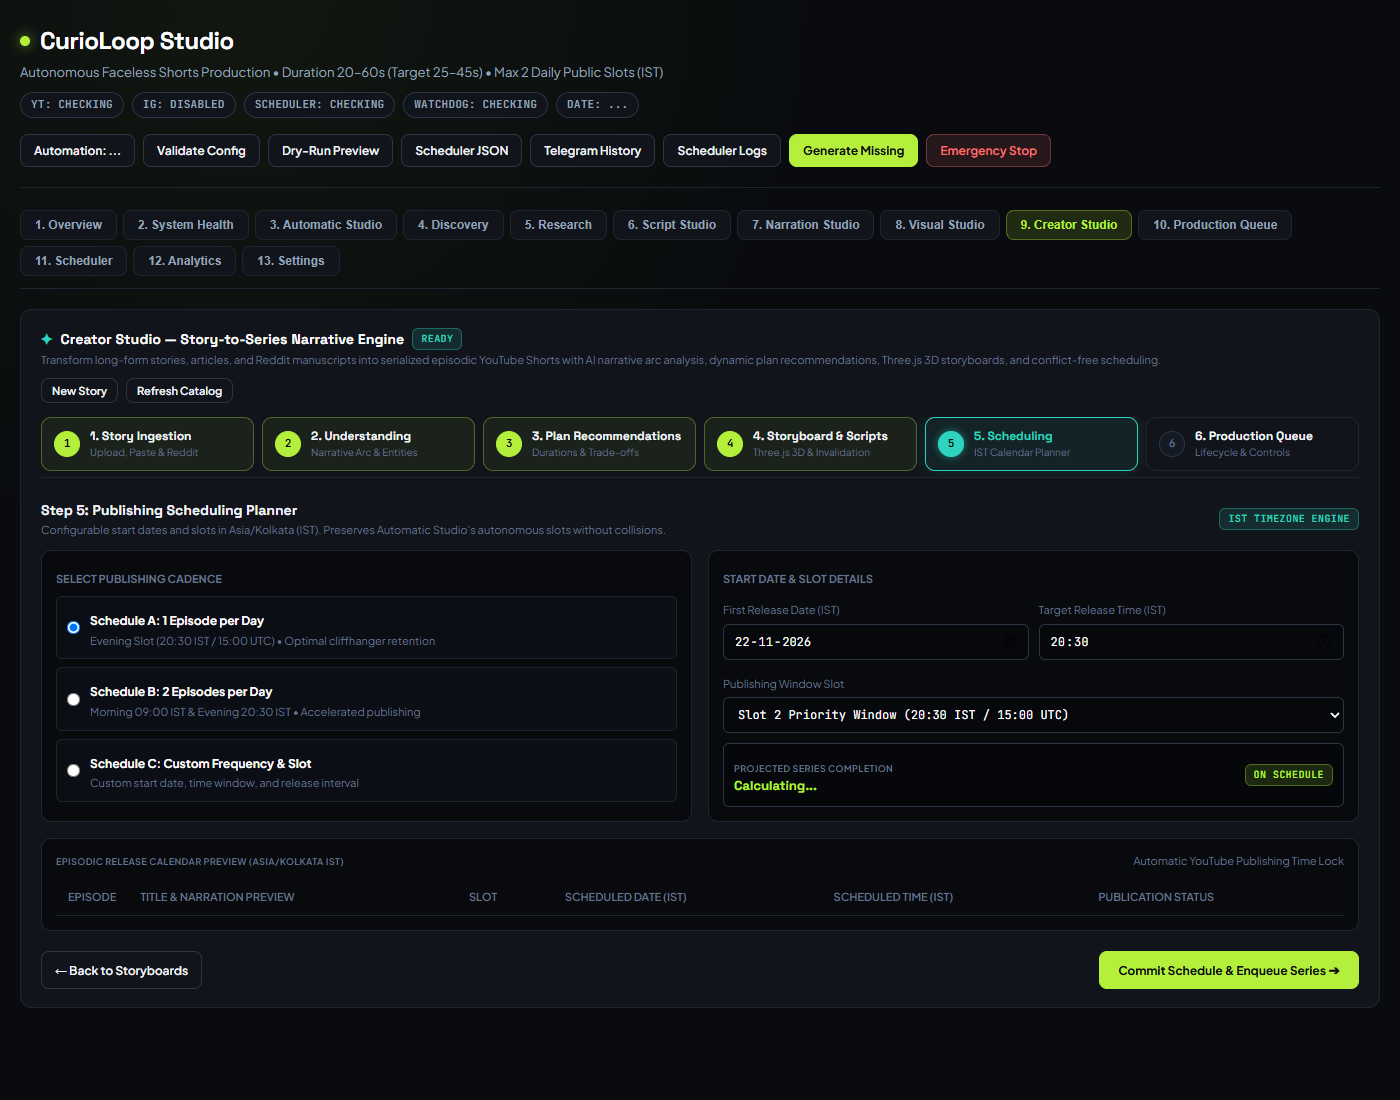 CurioLoop Studio
Autonomous Faceless Shorts Production • Duration 20–60s (Target 25–45s) • Max 2 Daily Public Slots (IST)
YT: CHECKING
IG: DISABLED
SCHEDULER: CHECKING
WATCHDOG: CHECKING
DATE: ...
Automation: ...
Validate Config
Dry-Run Preview
Scheduler JSON
Telegram History
Scheduler Logs
Generate Missing
Emergency Stop
1. Overview
2. System Health
3. Automatic Studio
4. Discovery
5. Research
6. Script Studio
7. Narration Studio
8. Visual Studio
9. Creator Studio
10. Production Queue
11. Scheduler
12. Analytics
13. Settings
✦ Creator Studio — Story-to-Series Narrative Engine
READY
Transform long-form stories, articles, and Reddit manuscripts into serialized episodic YouTube Shorts with AI narrative arc analysis, dynamic plan recommendations, Three.js 3D storyboards, and conflict-free scheduling.
New Story
Refresh Catalog
1
1. Story Ingestion
Upload, Paste & Reddit
2
2. Understanding
Narrative Arc & Entities
3
3. Plan Recommendations
Durations & Trade-offs
4
4. Storyboard & Scripts
Three.js 3D & Invalidation
5
5. Scheduling
IST Calendar Planner
6
6. Production Queue
Lifecycle & Controls
Step 5: Publishing Scheduling Planner
Configurable start dates and slots in Asia/Kolkata (IST). Preserves Automatic Studio's autonomous slots without collisions.
IST TIMEZONE ENGINE
SELECT PUBLISHING CADENCE
Schedule A: 1 Episode per Day
Evening Slot (20:30 IST / 15:00 UTC) • Optimal cliffhanger retention
Schedule B: 2 Episodes per Day
Morning 09:00 IST & Evening 20:30 IST • Accelerated publishing
Schedule C: Custom Frequency & Slot
Custom start date, time window, and release interval
START DATE & SLOT DETAILS
First Release Date (IST)
Target Release Time (IST)
22-11-2026
20:30
Publishing Window Slot
Slot 2 Priority Window (20:30 IST / 15:00 UTC)
PROJECTED SERIES COMPLETION
Calculating...
ON SCHEDULE
EPISODIC RELEASE CALENDAR PREVIEW (ASIA/KOLKATA IST)
Automatic YouTube Publishing Time Lock
EPISODE
TITLE & NARRATION PREVIEW
SLOT
SCHEDULED DATE (IST)
SCHEDULED TIME (IST)
PUBLICATION STATUS
← Back to Storyboards
Commit Schedule & Enqueue Series ➔